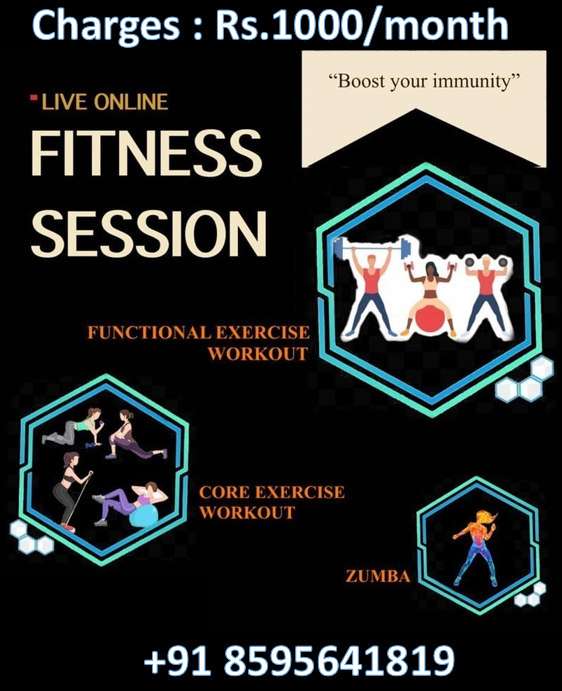 Charges : Rs.1000/month
“Boost your immunity”
LIVE ONLINE
FITNESS
SESSION
FUNCTIONAL EXERCISE
WORKOUT
CORE EXERCISE
WORKOUT
ZUMBA
+91 8595641819